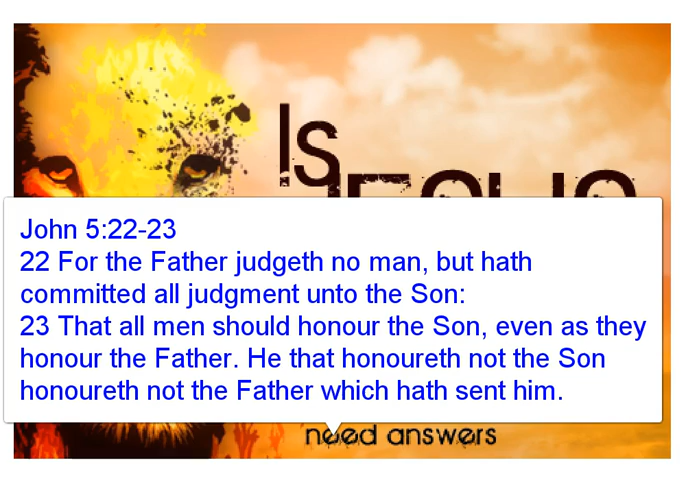 Is
JESUS
John 5:22-23
22 For the Father judgeth no man, but hath
committed all judgment unto the Son:
23 That all men should honour the Son, even as they
honour the Father. He that honoureth not the Son
honoureth not the Father which hath sent him.
need answers